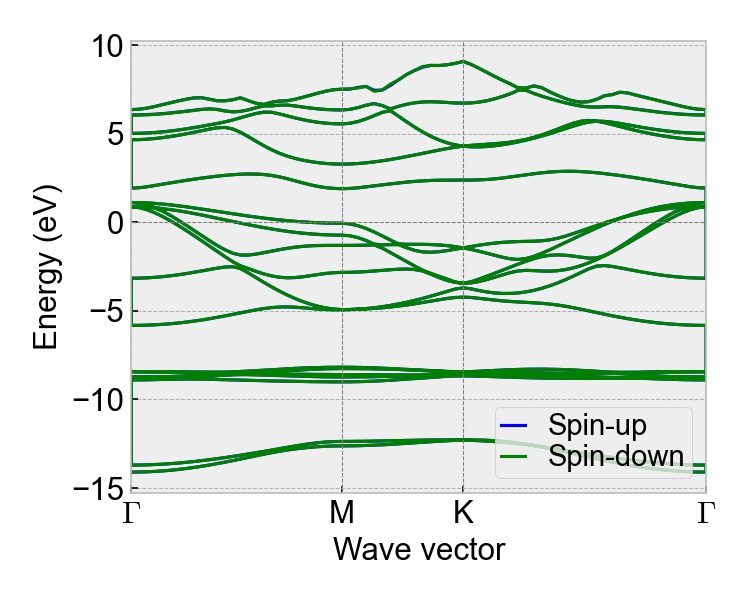 10
5
0
−5
−10
−15
Energy (eV)
Spin-up
Spin-down
Γ M K Γ
Wave vector